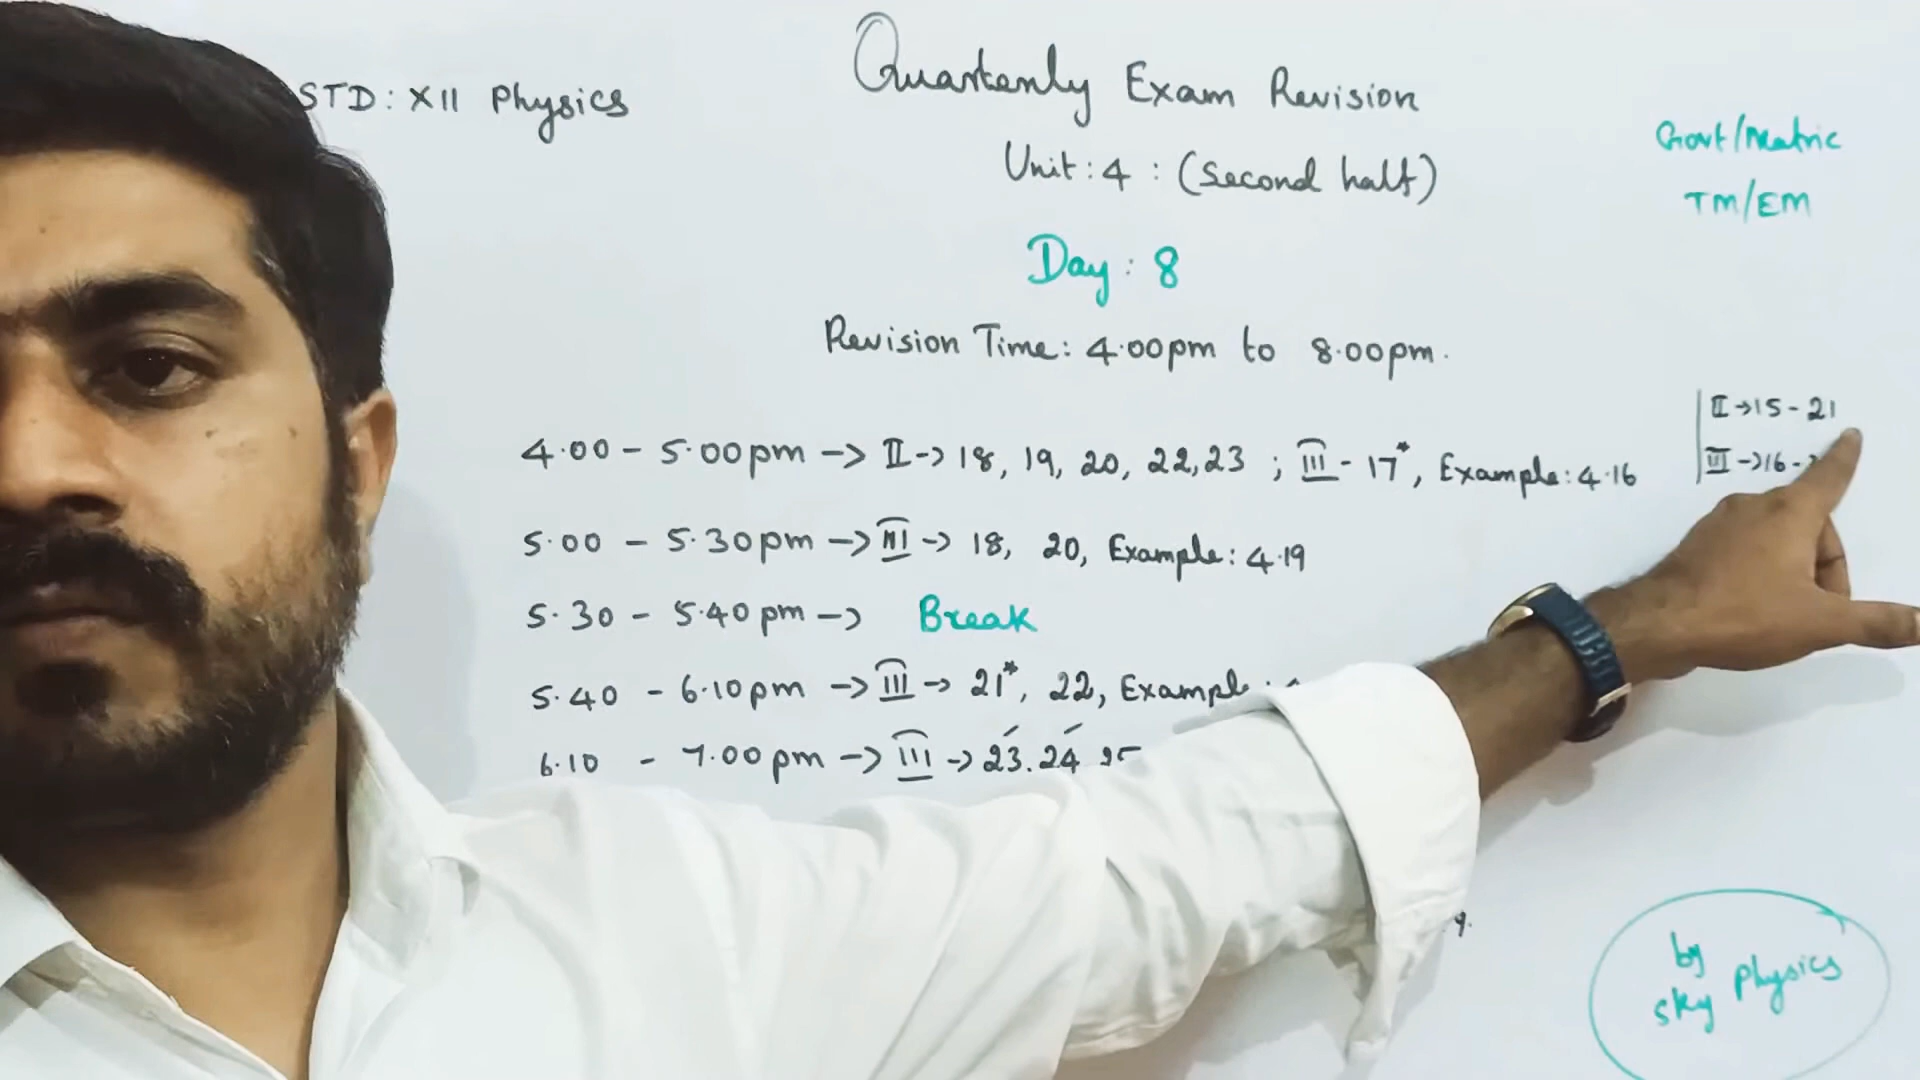 STD: XII Physics
Quarterly Exam Revision
Unit: 4 : (Second half)
Govt/Matric
TM/EM
Day: 8
Revision Time: 4.00pm to 8.00pm.
II →15-21
III →16-
4.00 - 5.00pm → II → 18, 19, 20, 22, 23 ; III - 17*, Example: 4.16
5.00 - 5.30pm → III → 18, 20, Example: 4.19
5.30 - 5.40pm → Break
5.40 - 6.10pm → III → 21*, 22, Example:
6.10 - 7.00pm → III → 23. 24
by
sky Physics